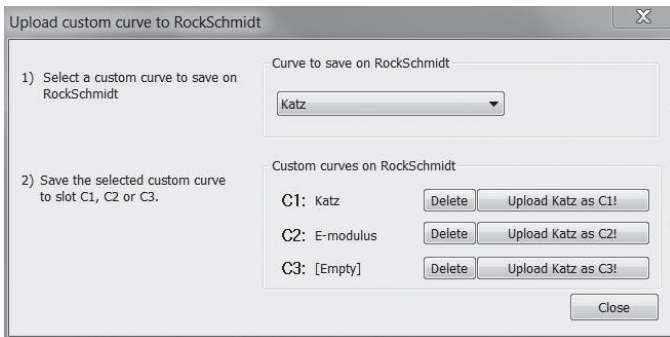 Upload custom curve to RockSchmidt
1) Select a custom curve to save on
RockSchmidt
Curve to save on RockSchmidt
Katz
2) Save the selected custom curve
to slot C1, C2 or C3.
Custom curves on RockSchmidt
C1: Katz Delete Upload Katz as C1!
C2: E-modulus Delete Upload Katz as C2!
C3: [Empty] Delete Upload Katz as C3!
Close